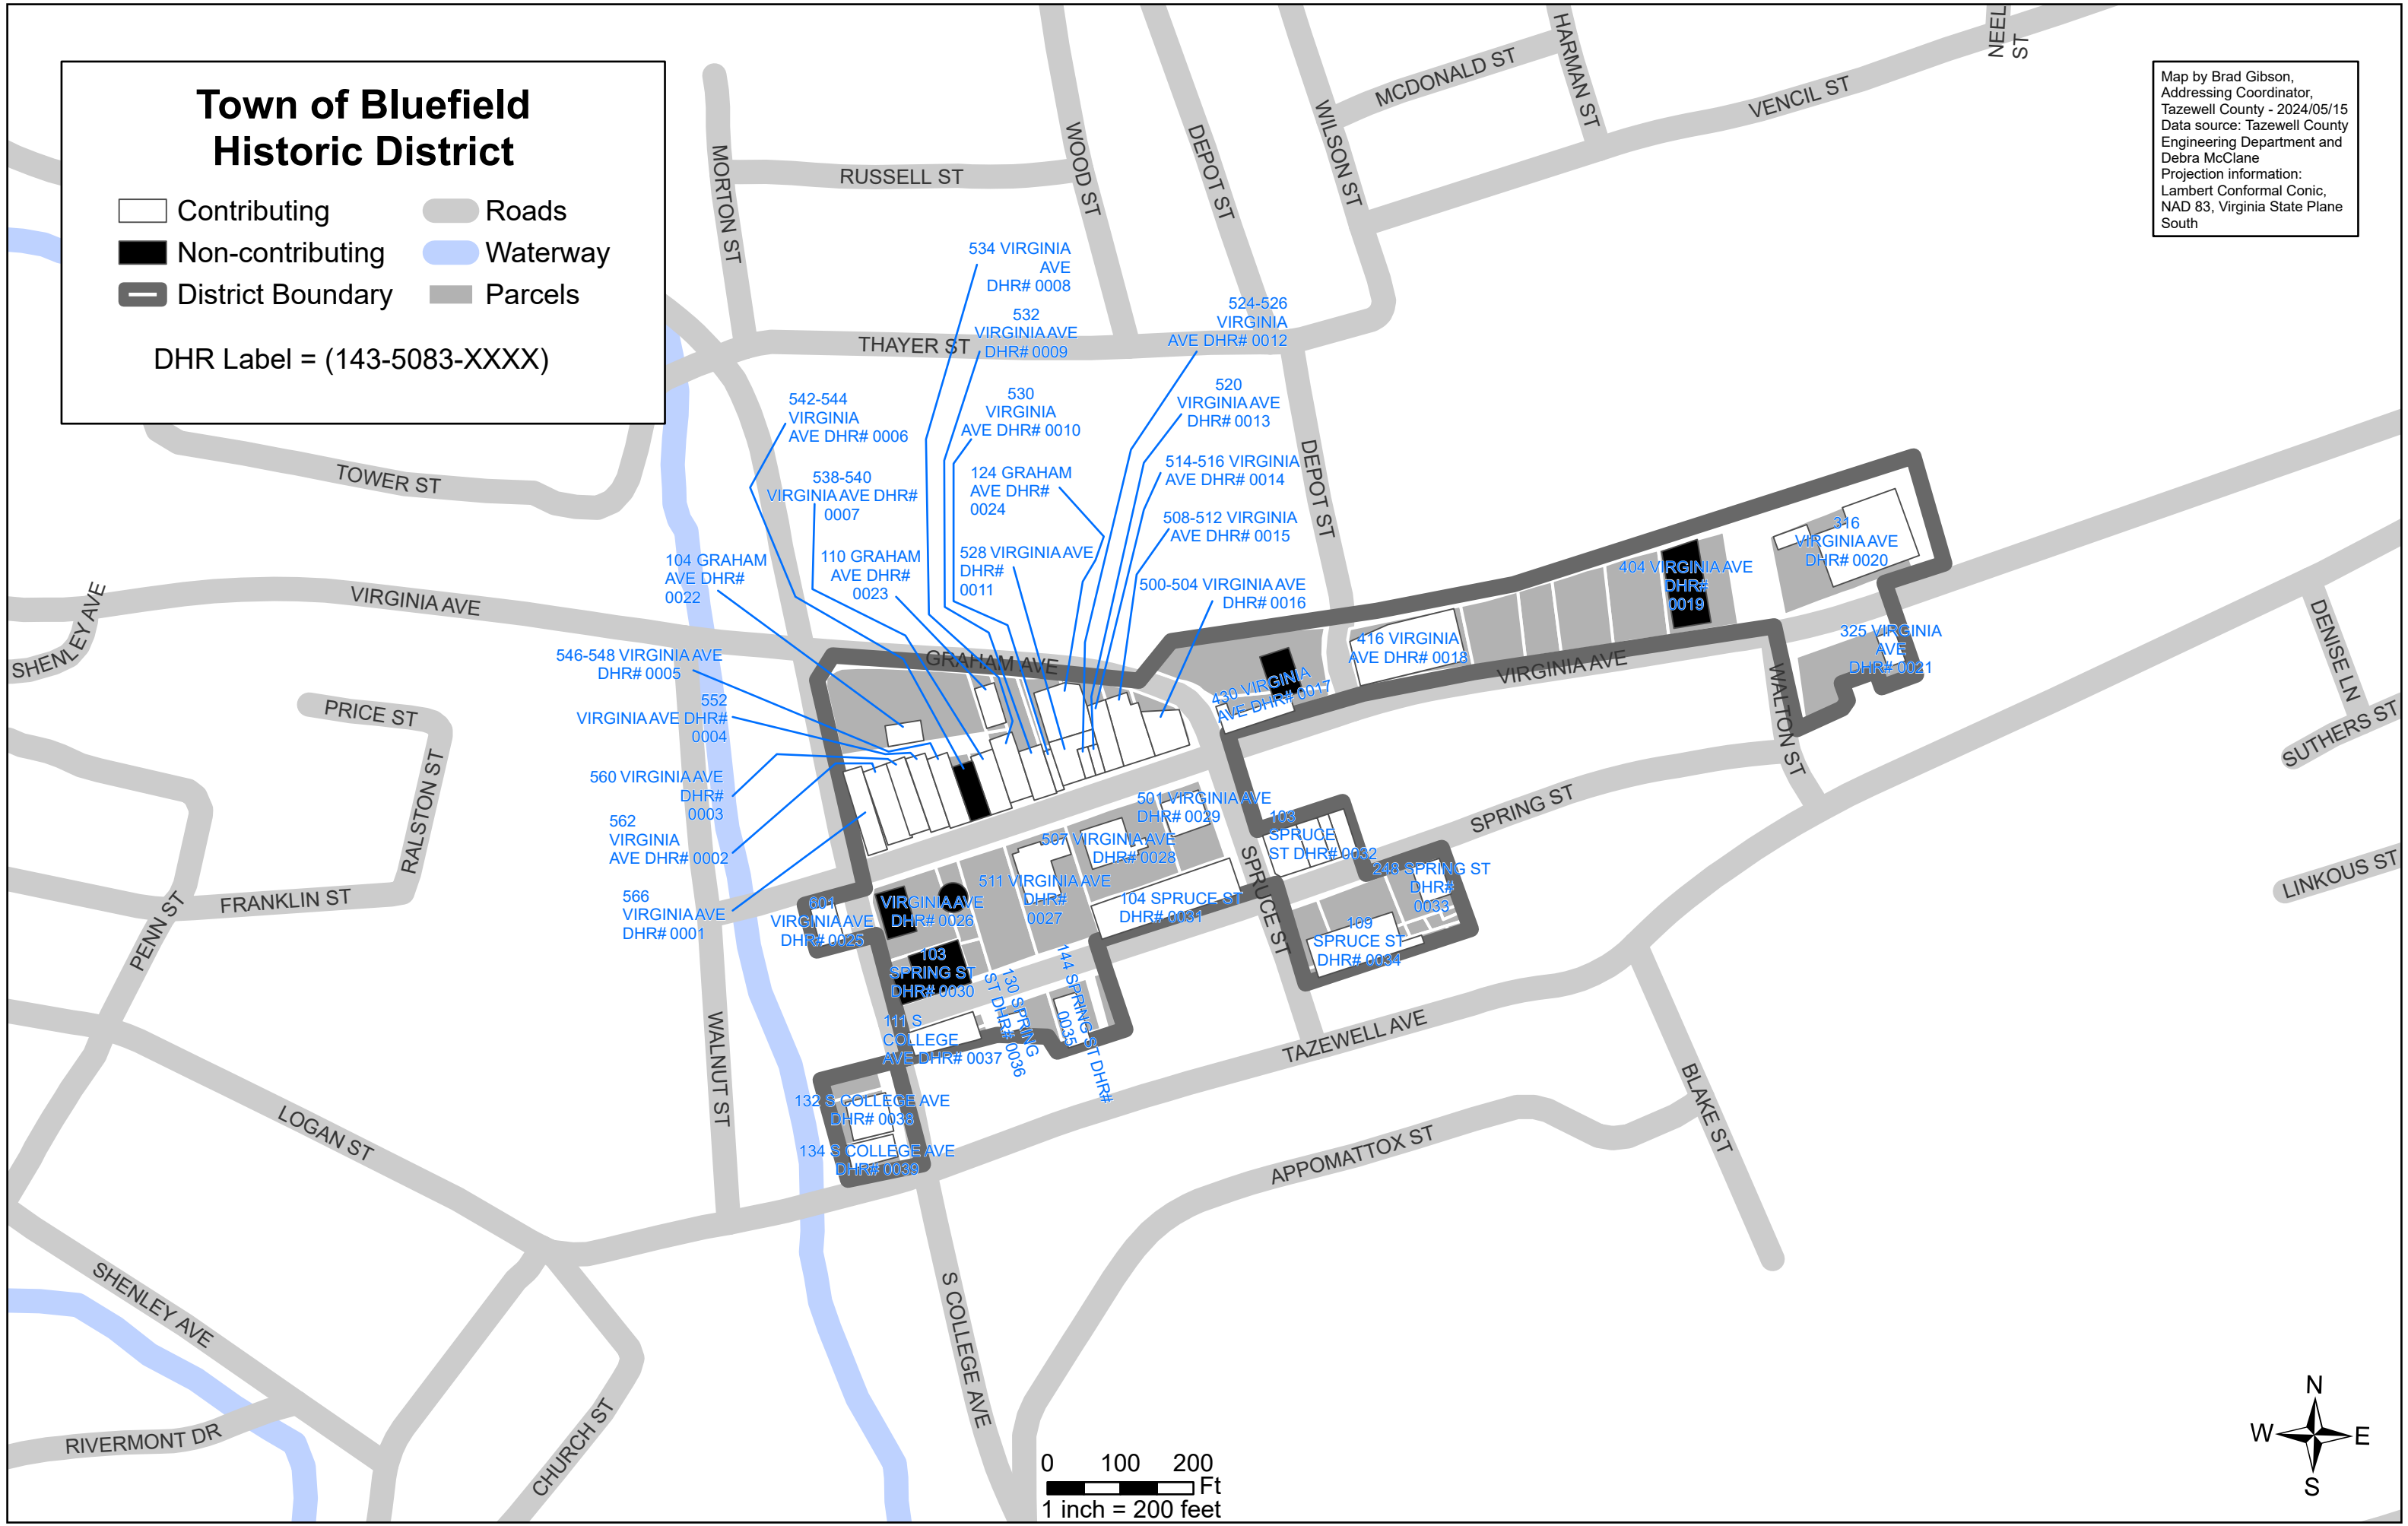 Town of Bluefield
Historic District
Contributing
Non-contributing
District Boundary
Roads
Waterway
Parcels
DHR Label = (143-5083-XXXX)
Map by Brad Gibson,
Addressing Coordinator,
Tazewell County - 2024/05/15
Data source: Tazewell County
Engineering Department and
Debra McClane
Projection information:
Lambert Conformal Conic,
NAD 83, Virginia State Plane
South
NEEL
ST
HARMAN ST
MCDONALD ST
VENCIL ST
WILSON ST
DEPOT ST
WOOD ST
MORTON ST
RUSSELL ST
THAYER ST
TOWER ST
DEPOT ST
534 VIRGINIA
AVE
DHR# 0008
532
VIRGINIA AVE
DHR# 0009
524-526
VIRGINIA
AVE DHR# 0012
542-544
VIRGINIA
AVE DHR# 0006
530
VIRGINIA
AVE DHR# 0010
520
VIRGINIA AVE
DHR# 0013
538-540
VIRGINIA AVE DHR#
0007
124 GRAHAM
AVE DHR#
0024
514-516 VIRGINIA
AVE DHR# 0014
508-512 VIRGINIA
AVE DHR# 0015
104 GRAHAM
AVE DHR#
0022
110 GRAHAM
AVE DHR#
0023
528 VIRGINIA AVE
DHR#
0011
500-504 VIRGINIA AVE
DHR# 0016
316
VIRGINIA AVE
DHR# 0020
404 VIRGINIA AVE
DHR#
0019
416 VIRGINIA
AVE DHR# 0018
325 VIRGINIA
AVE
DHR# 0021
430 VIRGINIA
AVE DHR# 0017
SHENLEY AVE
VIRGINIA AVE
GRAHAM AVE
VIRGINIA AVE
WALTON ST
DENISE LN
SUTHERS ST
LINKOUS ST
PRICE ST
RALSTON ST
FRANKLIN ST
PENN ST
546-548 VIRGINIA AVE
DHR# 0005
552
VIRGINIA AVE DHR#
0004
560 VIRGINIA AVE
DHR#
0003
562
VIRGINIA
AVE DHR# 0002
566
VIRGINIA AVE
DHR# 0001
501 VIRGINIA AVE
DHR# 0029
507 VIRGINIA AVE
DHR# 0028
511 VIRGINIA AVE
DHR#
0027
103
SPRUCE
ST DHR# 0032
248 SPRING ST
DHR#
0033
104 SPRUCE ST
DHR# 0031
109
SPRUCE ST
DHR# 0034
601
VIRGINIA AVE
DHR# 0025
VIRGINIA AVE
DHR# 0026
103
SPRING ST
DHR# 0030
130 SPRING
ST DHR# 0036
144 SPRING ST DHR#
0035
111 S
COLLEGE
AVE DHR# 0037
132 S COLLEGE AVE
DHR# 0038
134 S COLLEGE AVE
DHR# 0039
SPRING ST
SPRUCE ST
TAZEWELL AVE
WALNUT ST
LOGAN ST
APPOMATTOX ST
BLAKE ST
SHENLEY AVE
RIVERMONT DR
CHURCH ST
S COLLEGE AVE
0 100 200
Ft
1 inch = 200 feet
N
W E
S